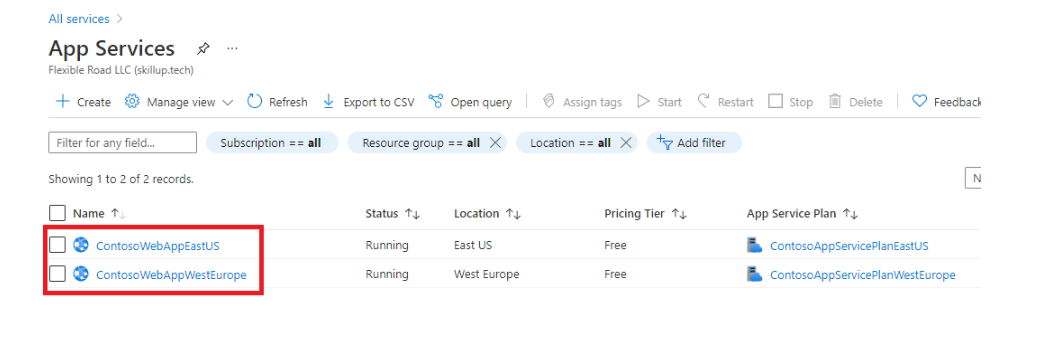 All services >
App Services ...
Flexible Road LLC (skillup.tech)
+ Create Manage view Refresh Export to CSV Open query Assign tags Start Restart Stop Delete Feedback
Filter for any field... Subscription == all Resource group == all × Location == all × Add filter
Showing 1 to 2 of 2 records. N
Name ↑↓ Status ↑↓ Location ↑↓ Pricing Tier ↑↓ App Service Plan ↑↓
ContosoWebAppEastUS Running East US Free ContosoAppServicePlanEastUS
ContosoWebAppWestEurope Running West Europe Free ContosoAppServicePlanWestEurope